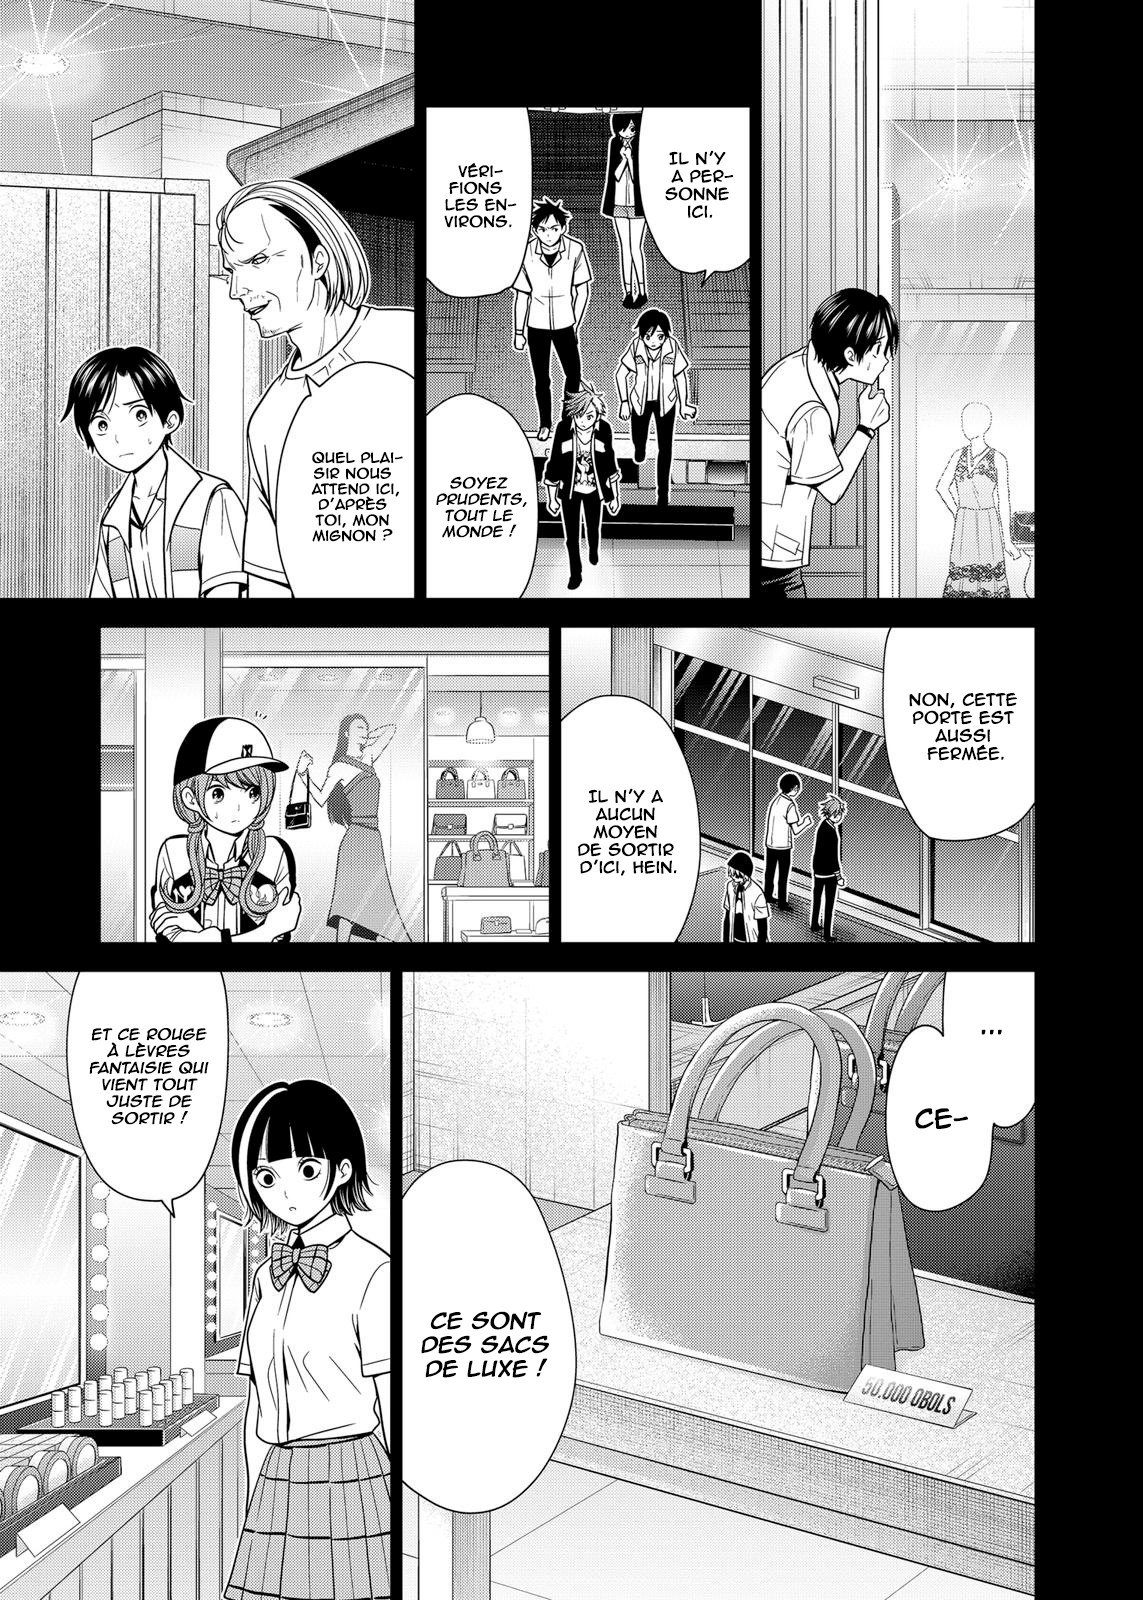 IL N'Y
A PER-
SONNE
ICI.
VÉRI-
FIONS
LES EN-
VIRONS.
SOYEZ
PRUDENTS,
TOUT LE
MONDE !
QUEL PLAI-
SIR NOUS
ATTEND ICI,
D'APRÈS
TOI, MON
MIGNON ?
NON, CETTE
PORTE EST
AUSSI
FERMÉE.
IL N'Y A
AUCUN
MOYEN
DE SORTIR
D'ICI, HEIN.
...
CE-
50.000 OBOLS
CE SONT
DES SACS
DE LUXE !
ET CE ROUGE
À LÈVRES
FANTAISIE QUI
VIENT TOUT
JUSTE DE
SORTIR !